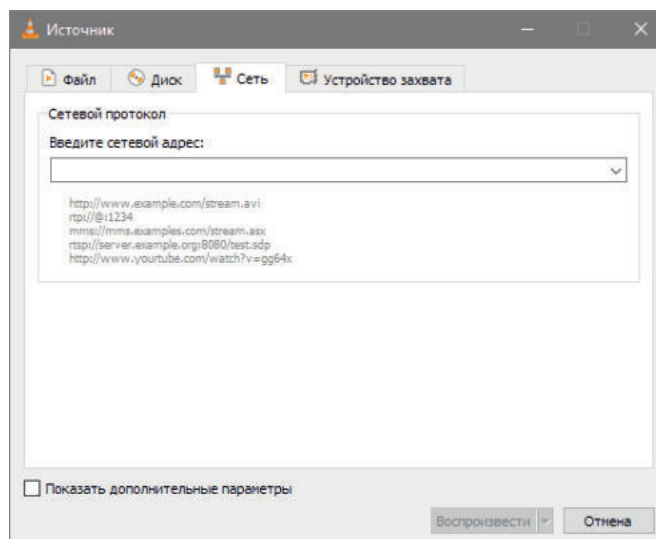 Источник
Файл Диск Сеть Устройство захвата
Сетевой протокол
Введите сетевой адрес:
http://www.example.com/stream.avi
rtp://@:1234
mms://mms.examples.com/stream.asx
rtsp://server.example.org:8080/test.sdp
http://www.yourtube.com/watch?v=gg64x
Показать дополнительные параметры
Воспроизвести Отмена